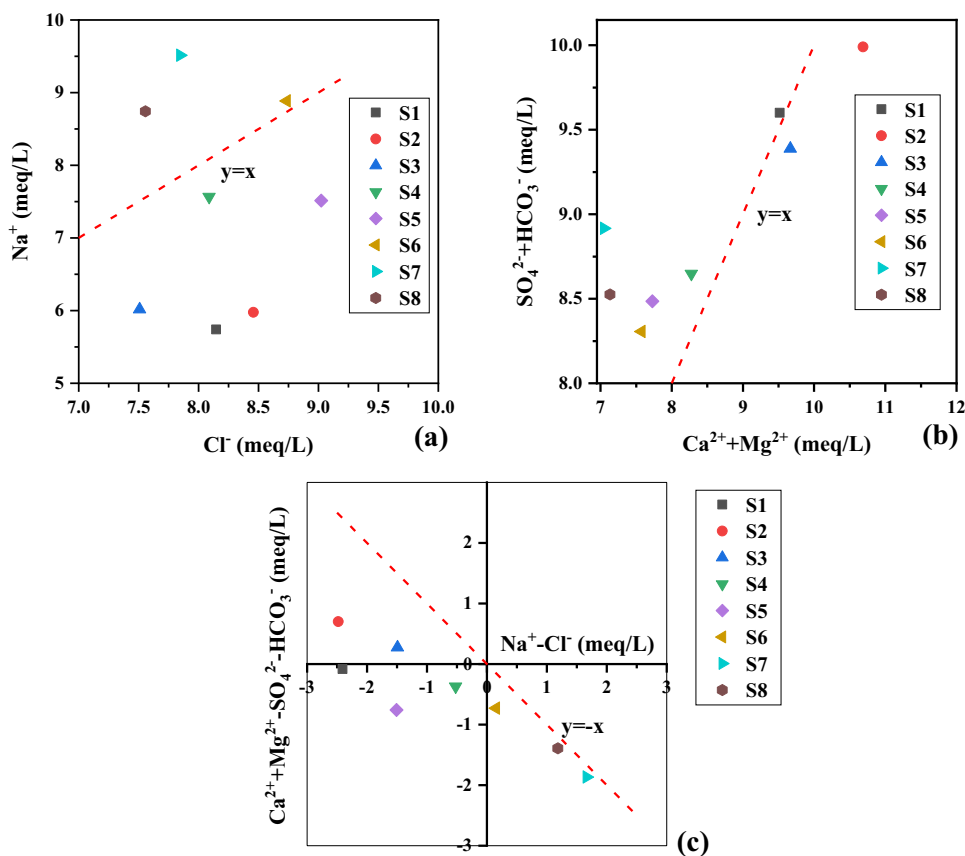 Na⁺ (meq/L)
10
9
8
7
6
5
y=x
S1
S2
S3
S4
S5
S6
S7
S8
7.0 7.5 8.0 8.5 9.0 9.5 10.0
Cl⁻ (meq/L)
(a)
SO₄²⁻+HCO₃⁻ (meq/L)
10.0
9.5
9.0
8.5
8.0
y=x
S1
S2
S3
S4
S5
S6
S7
S8
7 8 9 10 11 12
Ca²⁺+Mg²⁺ (meq/L)
(b)
Ca²⁺+Mg²⁺-SO₄²⁻-HCO₃⁻ (meq/L)
2
1
Na⁺-Cl⁻ (meq/L)
0
-3 -2 -1 0 1 2 3
-1
y=-x
-2
-3
S1
S2
S3
S4
S5
S6
S7
S8
(c)